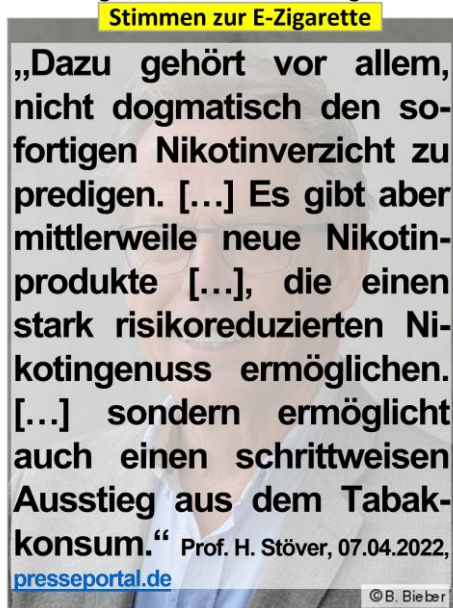 Stimmen zur E-Zigarette
„Dazu gehört vor allem,
nicht dogmatisch den so-
fortigen Nikotinverzicht zu
predigen. […] Es gibt aber
mittlerweile neue Nikotin-
produkte […], die einen
stark risikoreduzierten Ni-
kotingenuss ermöglichen.
[…] sondern ermöglicht
auch einen schrittweisen
Ausstieg aus dem Tabak-
konsum.“ Prof. H. Stöver, 07.04.2022,
presseportal.de
©B. Bieber